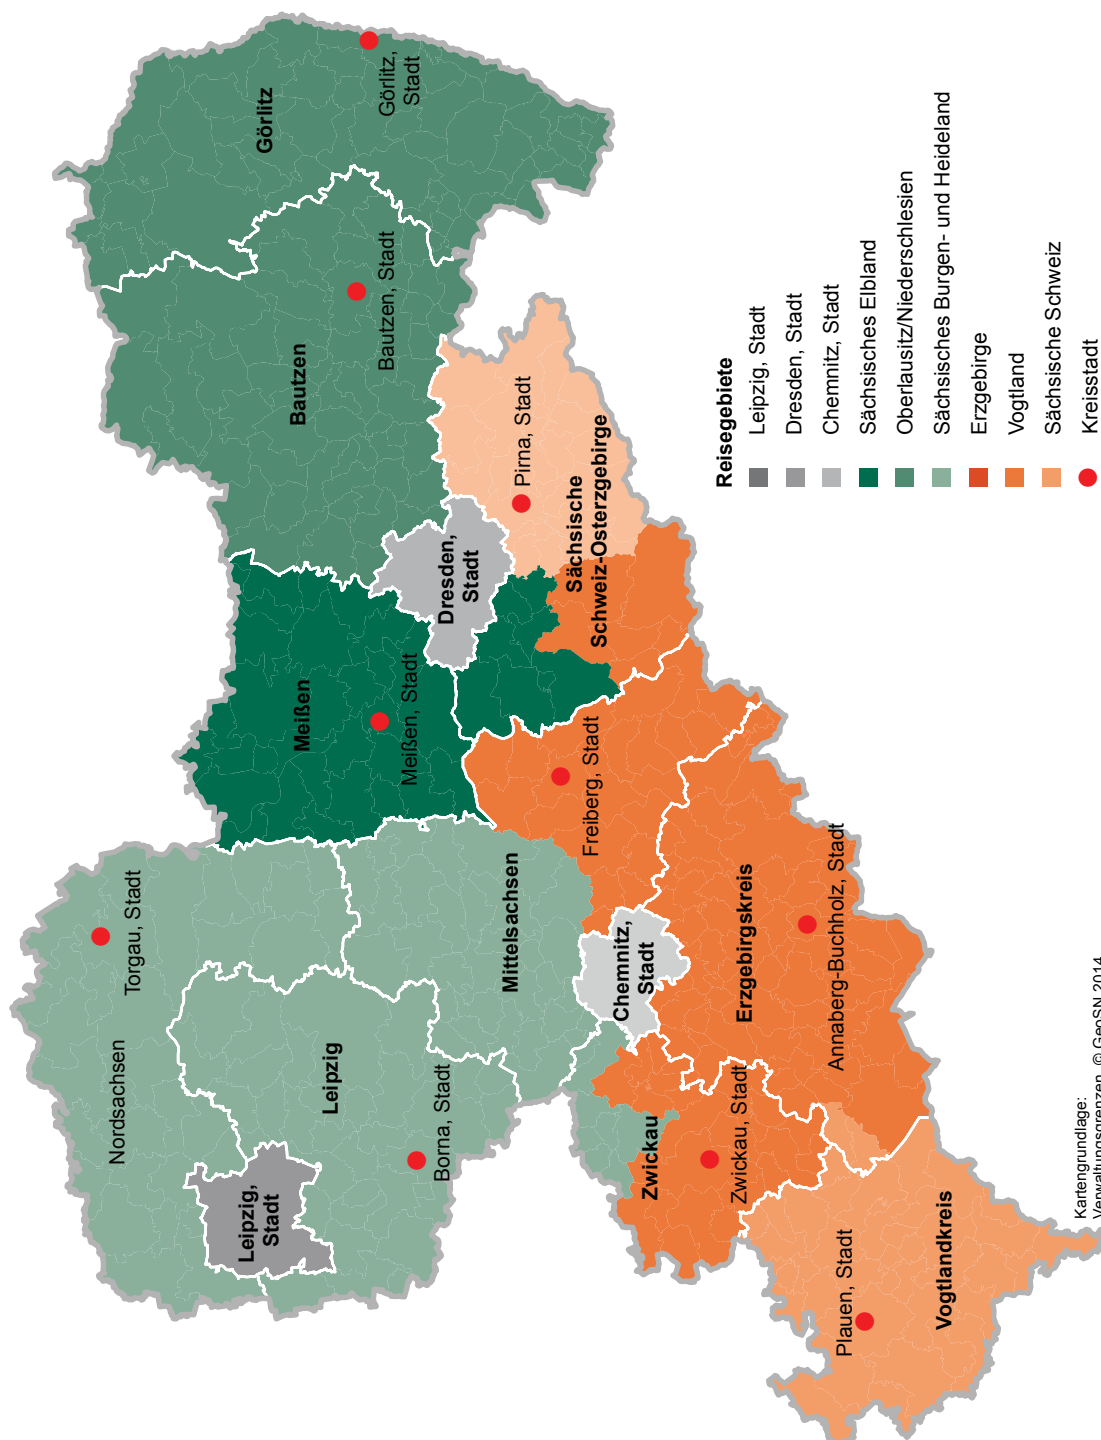 Nordsachsen
Torgau, Stadt
Leipzig,
Stadt
Leipzig
Borna, Stadt
Mittelsachsen
Meißen
Meißen, Stadt
Bautzen
Bautzen, Stadt
Görlitz
Görlitz,
Stadt
Dresden,
Stadt
Pirna, Stadt
Sächsische
Schweiz-Osterzgebirge
Freiberg, Stadt
Chemnitz,
Stadt
Erzgebirgskreis
Annaberg-Buchholz, Stadt
Zwickau
Zwickau, Stadt
Plauen, Stadt
Vogtlandkreis
Reisegebiete
Leipzig, Stadt
Dresden, Stadt
Chemnitz, Stadt
Sächsisches Elbland
Oberlausitz/Niederschlesien
Sächsisches Burgen- und Heideland
Erzgebirge
Vogtland
Sächsische Schweiz
Kreisstadt
Kartengrundlage:
Verwaltungsgrenzen, © GeoSN 2014